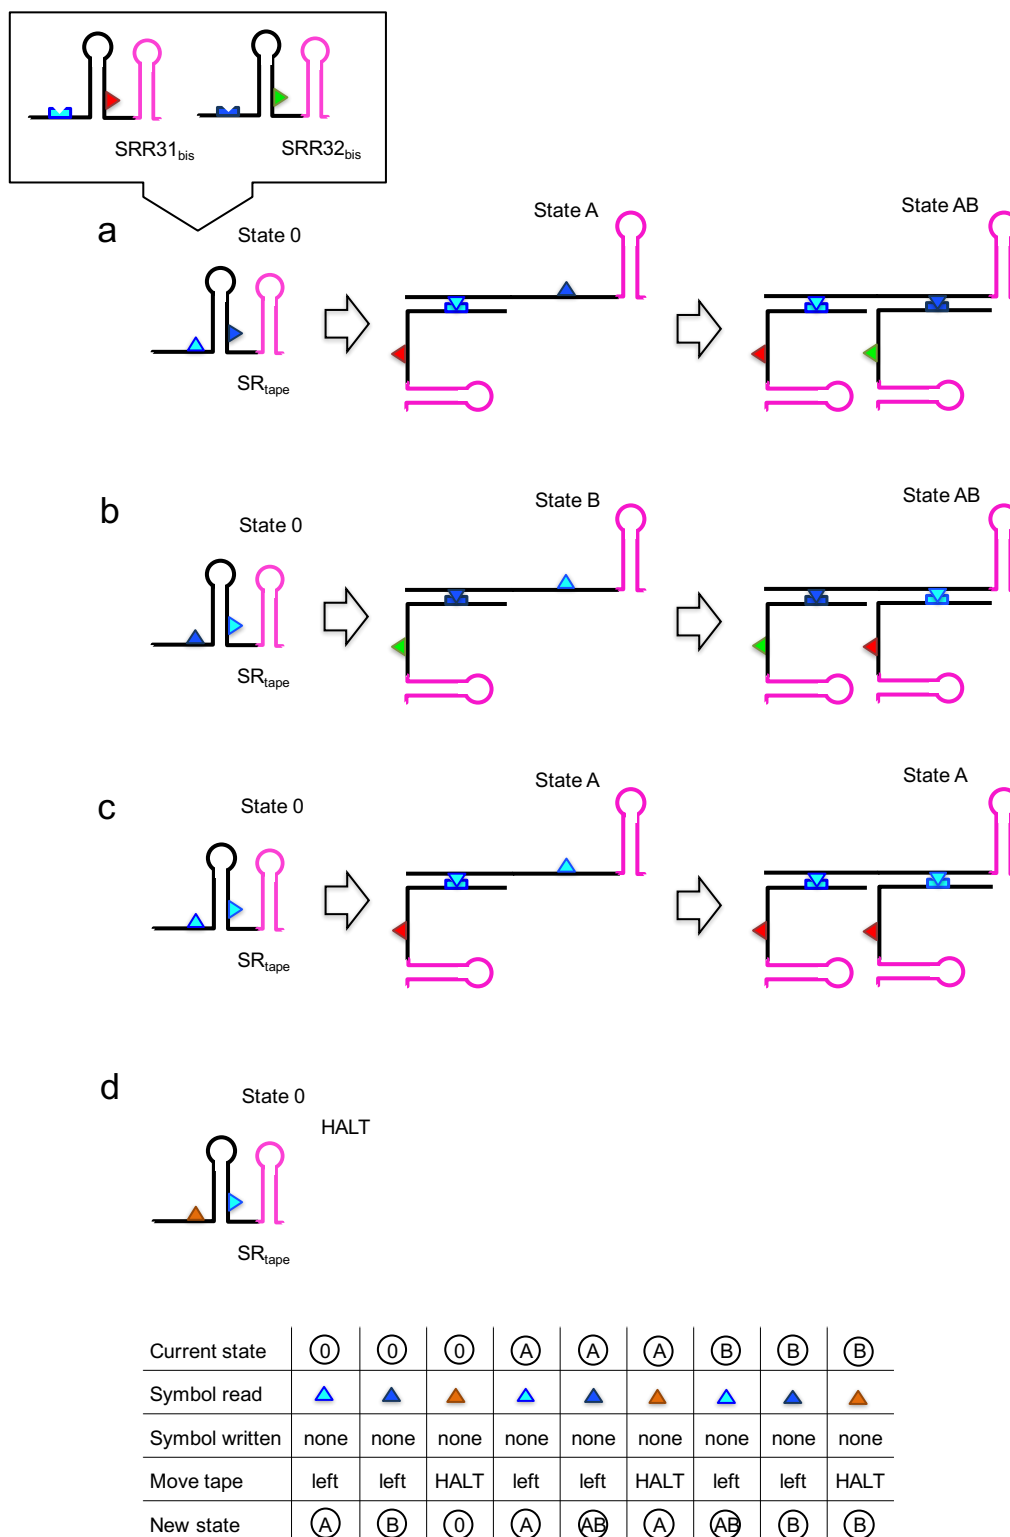 SRR31bis
SRR32bis
a
State 0
State A
State AB
SRtape
b
State 0
State B
State AB
SRtape
c
State 0
State A
State A
SRtape
d
State 0
HALT
SRtape
Current state 0 0 0 A A A B B B
Symbol read
Symbol written none none none none none none none none none
Move tape left left HALT left left HALT left left HALT
New state A B 0 A AB A AB B B